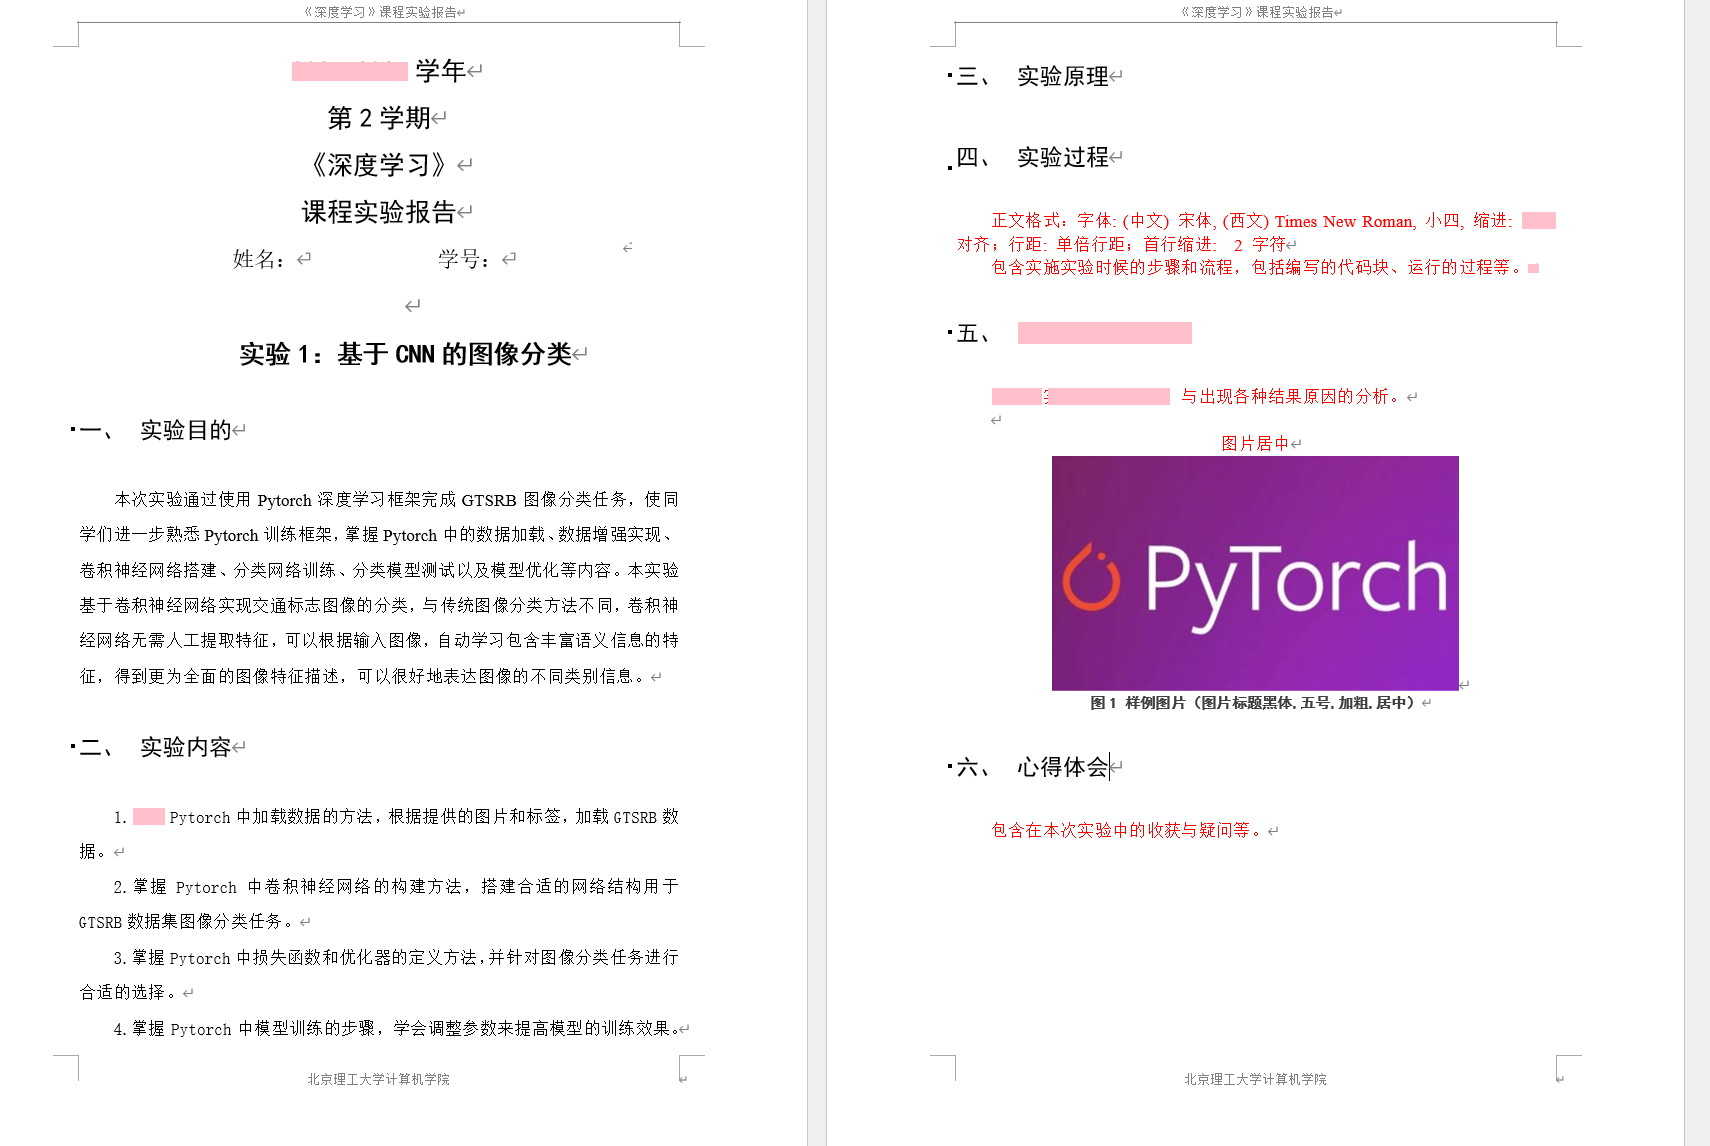 《深度学习》课程实验报告
学年
第 2 学期
《深度学习》
课程实验报告
姓名： 学号：
实验 1：基于 CNN 的图像分类
一、 实验目的
本次实验通过使用 Pytorch 深度学习框架完成 GTSRB 图像分类任务，使同
学们进一步熟悉 Pytorch 训练框架，掌握 Pytorch 中的数据加载、数据增强实现、
卷积神经网络搭建、分类网络训练、分类模型测试以及模型优化等内容。本实验
基于卷积神经网络实现交通标志图像的分类，与传统图像分类方法不同，卷积神
经网络无需人工提取特征，可以根据输入图像，自动学习包含丰富语义信息的特
征，得到更为全面的图像特征描述，可以很好地表达图像的不同类别信息。
二、 实验内容
1. Pytorch 中加载数据的方法，根据提供的图片和标签，加载 GTSRB 数
据。
2. 掌握 Pytorch 中卷积神经网络的构建方法，搭建合适的网络结构用于
GTSRB 数据集图像分类任务。
3. 掌握 Pytorch 中损失函数和优化器的定义方法，并针对图像分类任务进行
合适的选择。
4. 掌握 Pytorch 中模型训练的步骤，学会调整参数来提高模型的训练效果。
北京理工大学计算机学院
《深度学习》课程实验报告
三、 实验原理
四、 实验过程
正文格式：字体: (中文) 宋体, (西文) Times New Roman, 小四, 缩进:
对齐；行距: 单倍行距；首行缩进: 2 字符
包含实施实验时候的步骤和流程，包括编写的代码块、运行的过程等。
五、
与出现各种结果原因的分析。
图片居中
PyTorch
图 1 样例图片（图片标题黑体,五号,加粗,居中）
六、 心得体会
包含在本次实验中的收获与疑问等。
北京理工大学计算机学院